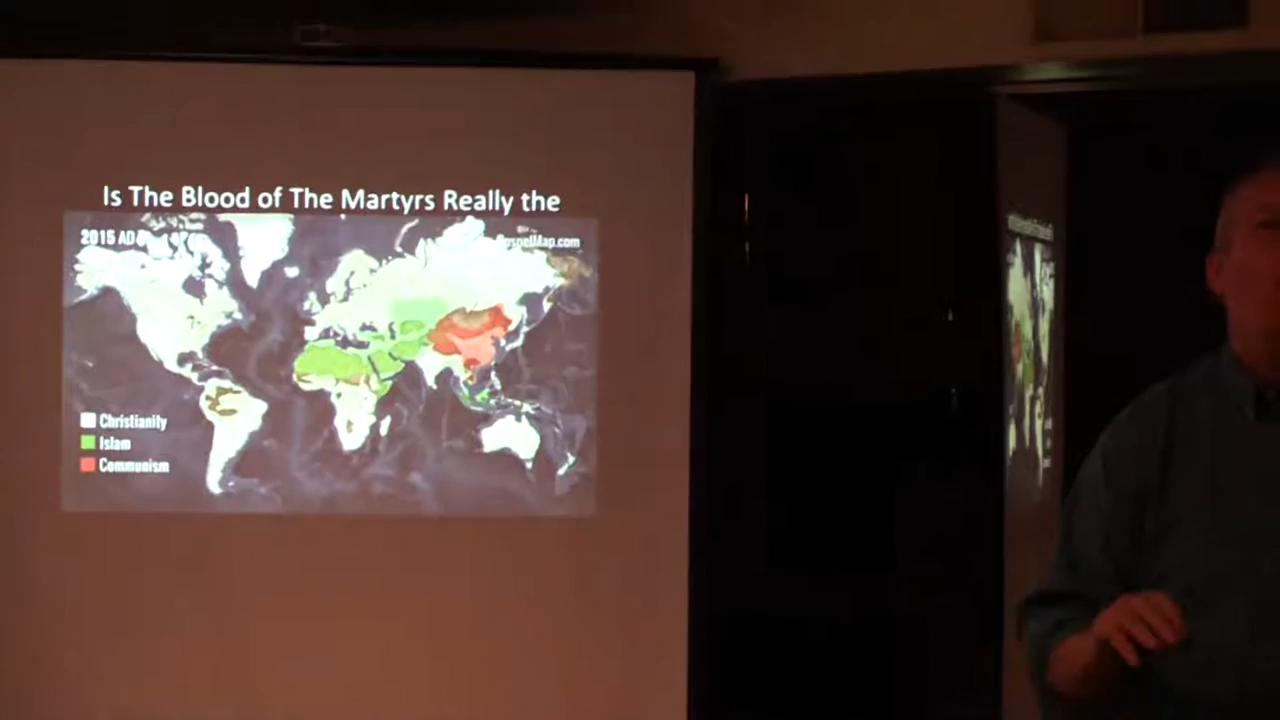 Is The Blood of The Martyrs Really the
2015 AD
GospelMap.com
Christianity
Islam
Communism